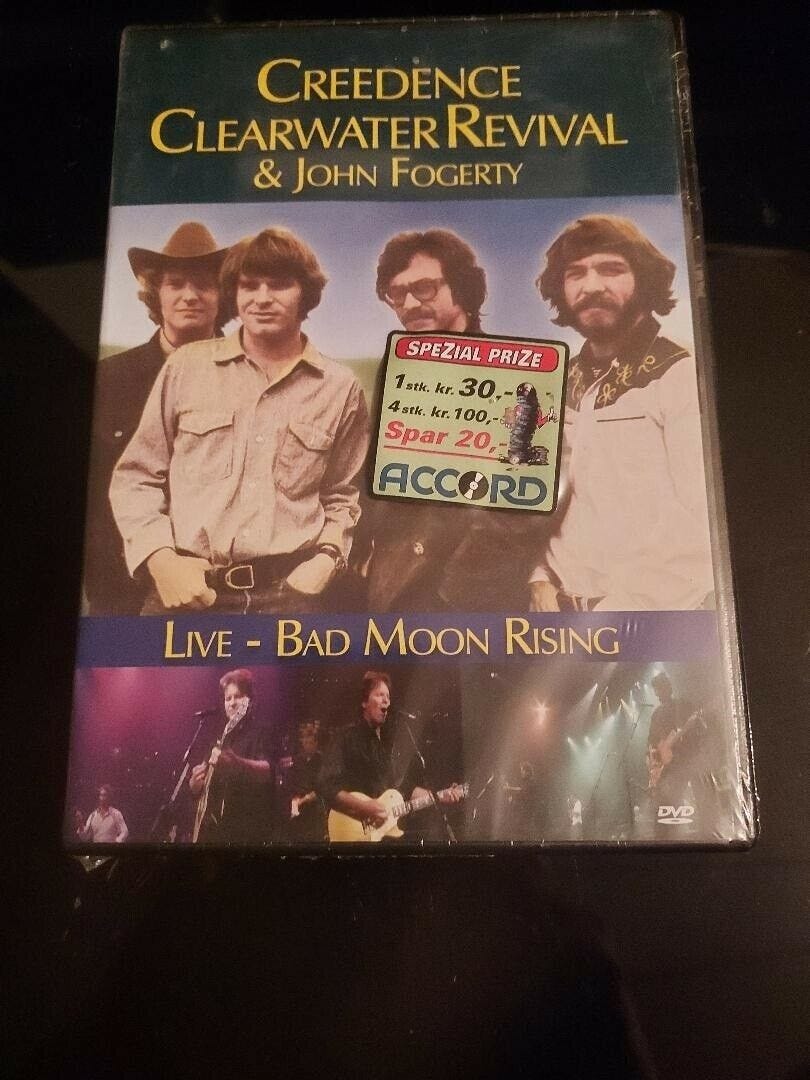 CREEDENCE
CLEARWATER REVIVAL
& JOHN FOGERTY
SPEZIAL PRIZE
1 stk. kr. 30,-
4 stk. kr. 100,-
Spar 20,-
ACCORD
LIVE - BAD MOON RISING
DVD